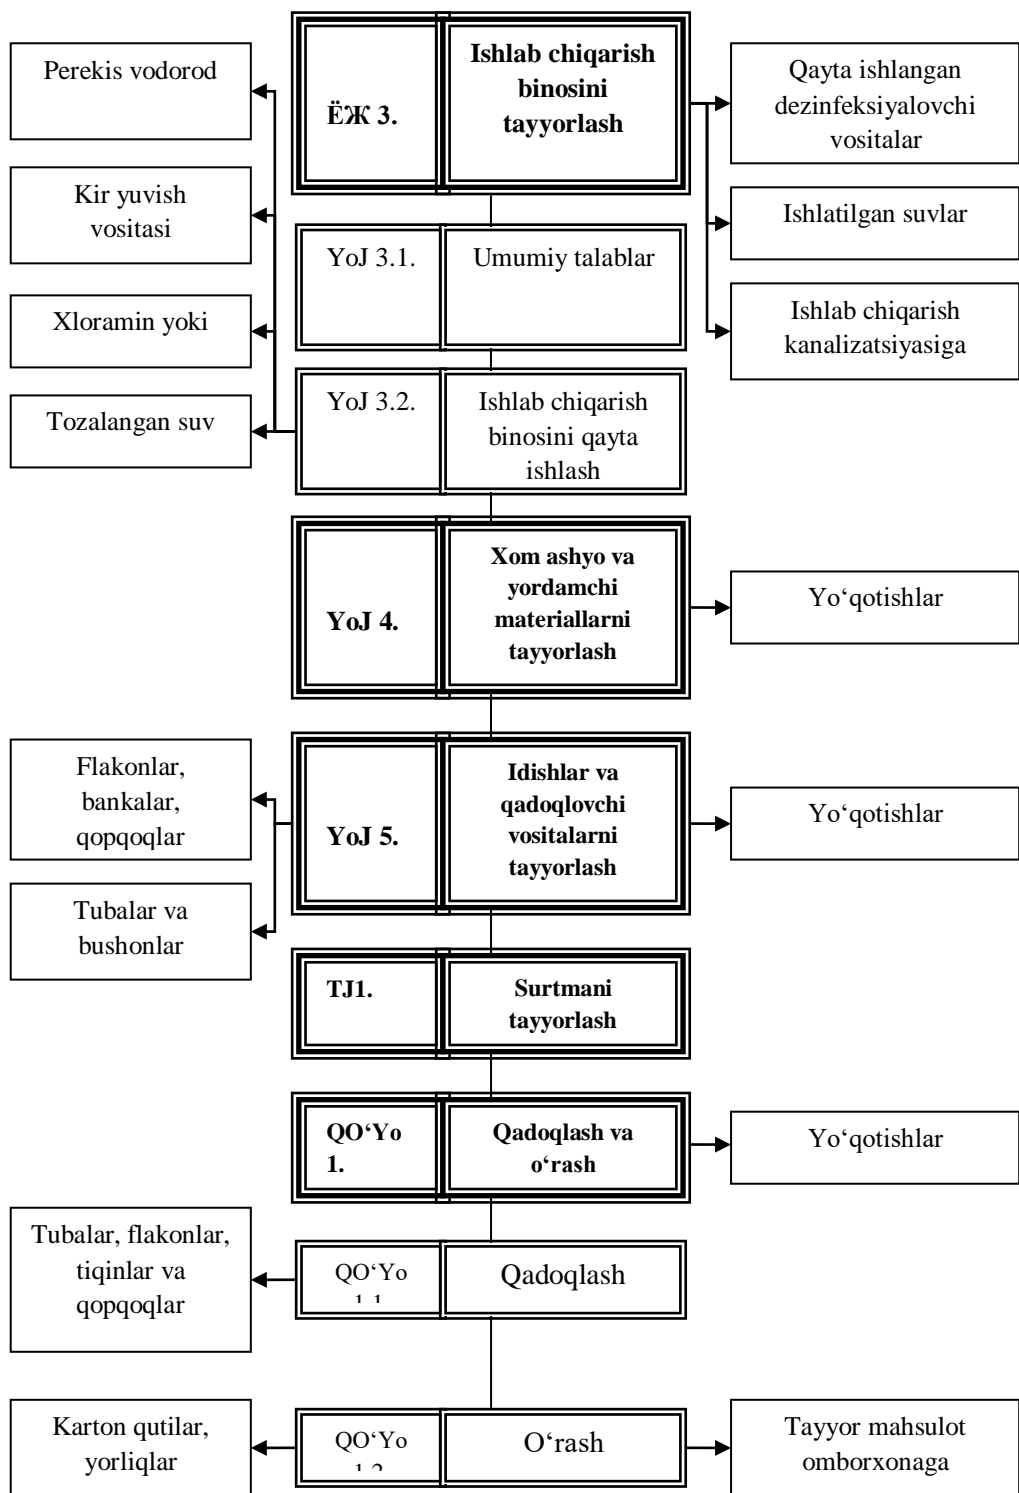 Perekis vodorod
ЁЖ 3.
Ishlab chiqarish
binosini
tayyorlash
Qayta ishlangan
dezinfeksiyalovchi
vositalar
Kir yuvish
vositasi
Ishlatilgan suvlar
YoJ 3.1.
Umumiy talablar
Xloramin yoki
Ishlab chiqarish
kanalizatsiyasiga
Tozalangan suv
YoJ 3.2.
Ishlab chiqarish
binosini qayta
ishlash
YoJ 4.
Xom ashyo va
yordamchi
materiallarni
tayyorlash
Yo‘qotishlar
Flakonlar,
bankalar,
qopqoqlar
YoJ 5.
Idishlar va
qadoqlovchi
vositalarni
tayyorlash
Yo‘qotishlar
Tubalar va
bushonlar
TJ1.
Surtmani
tayyorlash
QO‘Yo
1.
Qadoqlash va
o‘rash
Yo‘qotishlar
Tubalar, flakonlar,
tiqinlar va
qopqoqlar
QO‘Yo
1.1
Qadoqlash
Karton qutilar,
yorliqlar
QO‘Yo
1.2
O‘rash
Tayyor mahsulot
omborxonaga